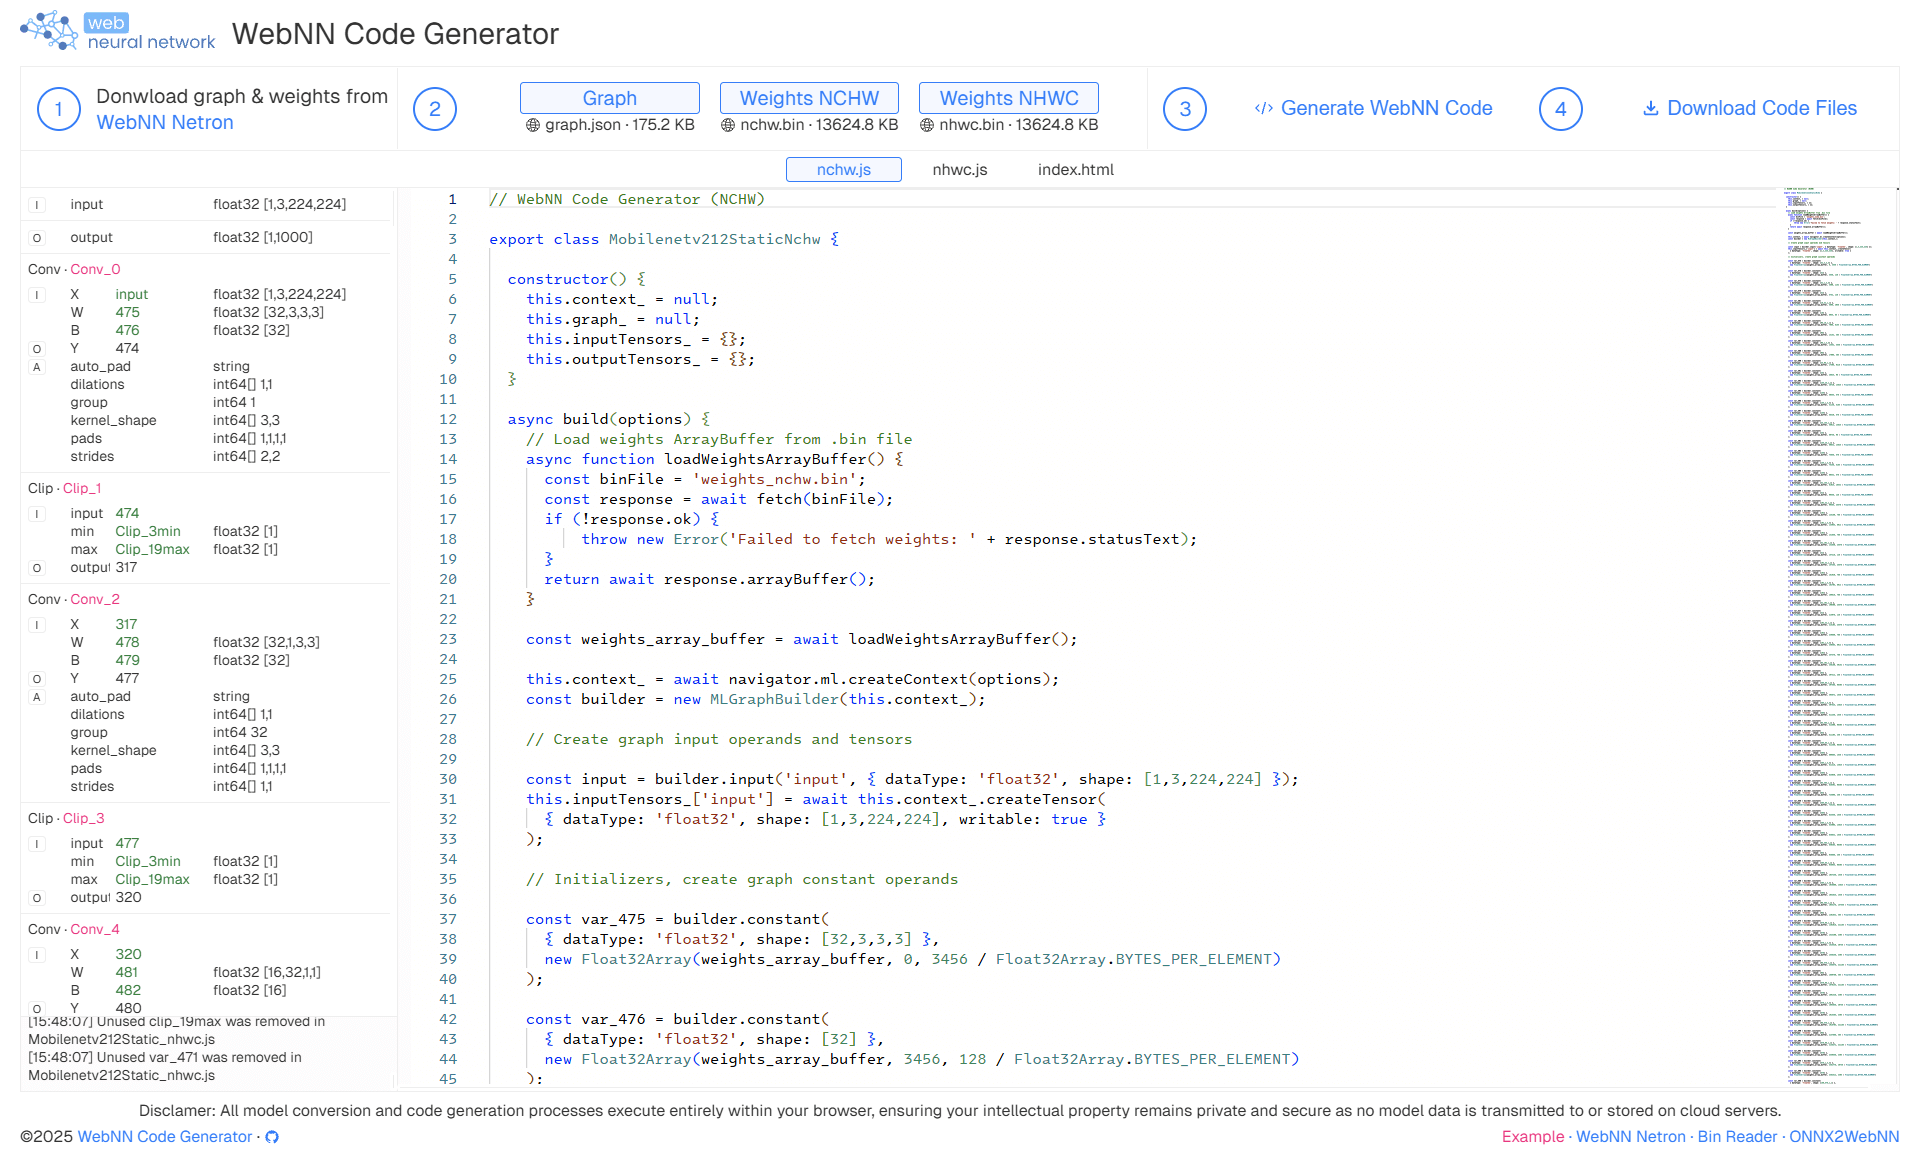 web
neural network
WebNN Code Generator
1
Donwload graph & weights from
WebNN Netron
2
Graph
graph.json · 175.2 KB
Weights NCHW
nchw.bin · 13624.8 KB
Weights NHWC
nhwc.bin · 13624.8 KB
3
</> Generate WebNN Code
4
Download Code Files
nchw.js
nhwc.js
index.html
I input float32 [1,3,224,224]
O output float32 [1,1000]
Conv · Conv_0
I X input float32 [1,3,224,224]
W 475 float32 [32,3,3,3]
B 476 float32 [32]
O Y 474
A auto_pad string
dilations int64[] 1,1
group int64 1
kernel_shape int64[] 3,3
pads int64[] 1,1,1,1
strides int64[] 2,2
Clip · Clip_1
I input 474
min Clip_3min float32 [1]
max Clip_19max float32 [1]
O output 317
Conv · Conv_2
I X 317
W 478 float32 [32,1,3,3]
B 479 float32 [32]
O Y 477
A auto_pad string
dilations int64[] 1,1
group int64 32
kernel_shape int64[] 3,3
pads int64[] 1,1,1,1
strides int64[] 1,1
Clip · Clip_3
I input 477
min Clip_3min float32 [1]
max Clip_19max float32 [1]
O output 320
Conv · Conv_4
I X 320
W 481 float32 [16,32,1,1]
B 482 float32 [16]
O Y 480
[15:48:07] Unused clip_19max was removed in
Mobilenetv212Static_nhwc.js
[15:48:07] Unused var_471 was removed in
Mobilenetv212Static_nhwc.js
1 // WebNN Code Generator (NCHW)
2
3 export class Mobilenetv212StaticNchw {
4
5 constructor() {
6 this.context_ = null;
7 this.graph_ = null;
8 this.inputTensors_ = {};
9 this.outputTensors_ = {};
10 }
11
12 async build(options) {
13 // Load weights ArrayBuffer from .bin file
14 async function loadWeightsArrayBuffer() {
15 const binFile = 'weights_nchw.bin';
16 const response = await fetch(binFile);
17 if (!response.ok) {
18 throw new Error('Failed to fetch weights: ' + response.statusText);
19 }
20 return await response.arrayBuffer();
21 }
22
23 const weights_array_buffer = await loadWeightsArrayBuffer();
24
25 this.context_ = await navigator.ml.createContext(options);
26 const builder = new MLGraphBuilder(this.context_);
27
28 // Create graph input operands and tensors
29
30 const input = builder.input('input', { dataType: 'float32', shape: [1,3,224,224] });
31 this.inputTensors_['input'] = await this.context_.createTensor(
32 { dataType: 'float32', shape: [1,3,224,224], writable: true }
33 );
34
35 // Initializers, create graph constant operands
36
37 const var_475 = builder.constant(
38 { dataType: 'float32', shape: [32,3,3,3] },
39 new Float32Array(weights_array_buffer, 0, 3456 / Float32Array.BYTES_PER_ELEMENT)
40 );
41
42 const var_476 = builder.constant(
43 { dataType: 'float32', shape: [32] },
44 new Float32Array(weights_array_buffer, 3456, 128 / Float32Array.BYTES_PER_ELEMENT)
45 );
Disclamer: All model conversion and code generation processes execute entirely within your browser, ensuring your intellectual property remains private and secure as no model data is transmitted to or stored on cloud servers.
©2025 WebNN Code Generator ·
Example · WebNN Netron · Bin Reader · ONNX2WebNN